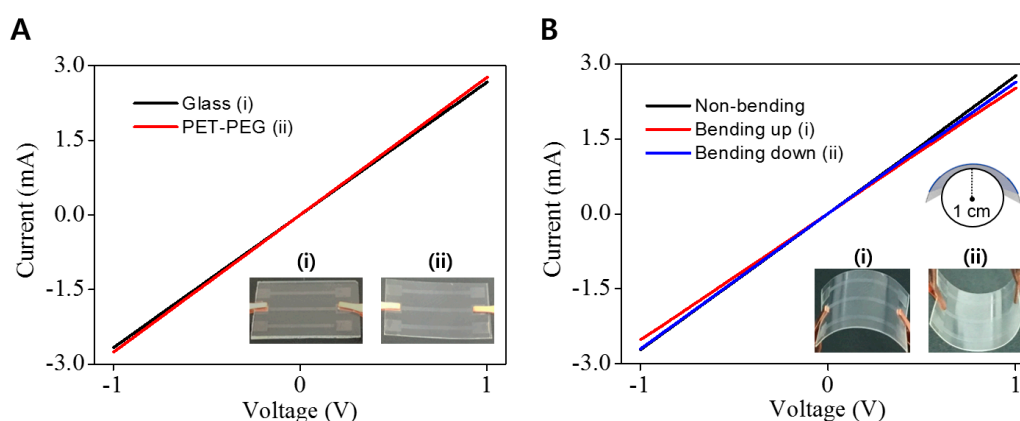 A
3.0
1.5
0.0
-1.5
-3.0
Current (mA)
Glass (i)
PET-PEG (ii)
(i)
(ii)
-1
0
1
Voltage (V)
B
3.0
1.5
0.0
-1.5
-3.0
Current (mA)
Non-bending
Bending up (i)
Bending down (ii)
1 cm
(i)
(ii)
-1
0
1
Voltage (V)